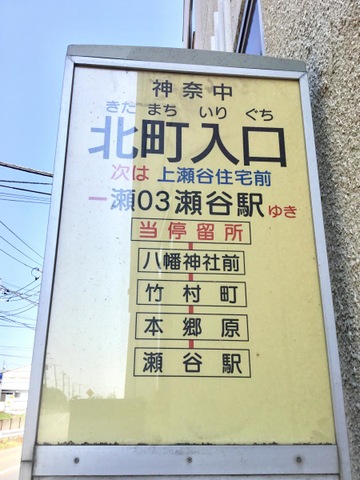 神奈中
きた まち いり ぐち
北町入口
次は 上瀬谷住宅前
一瀬03瀬谷駅ゆき
当停留所
八幡神社前
竹村町
本郷原
瀬谷駅